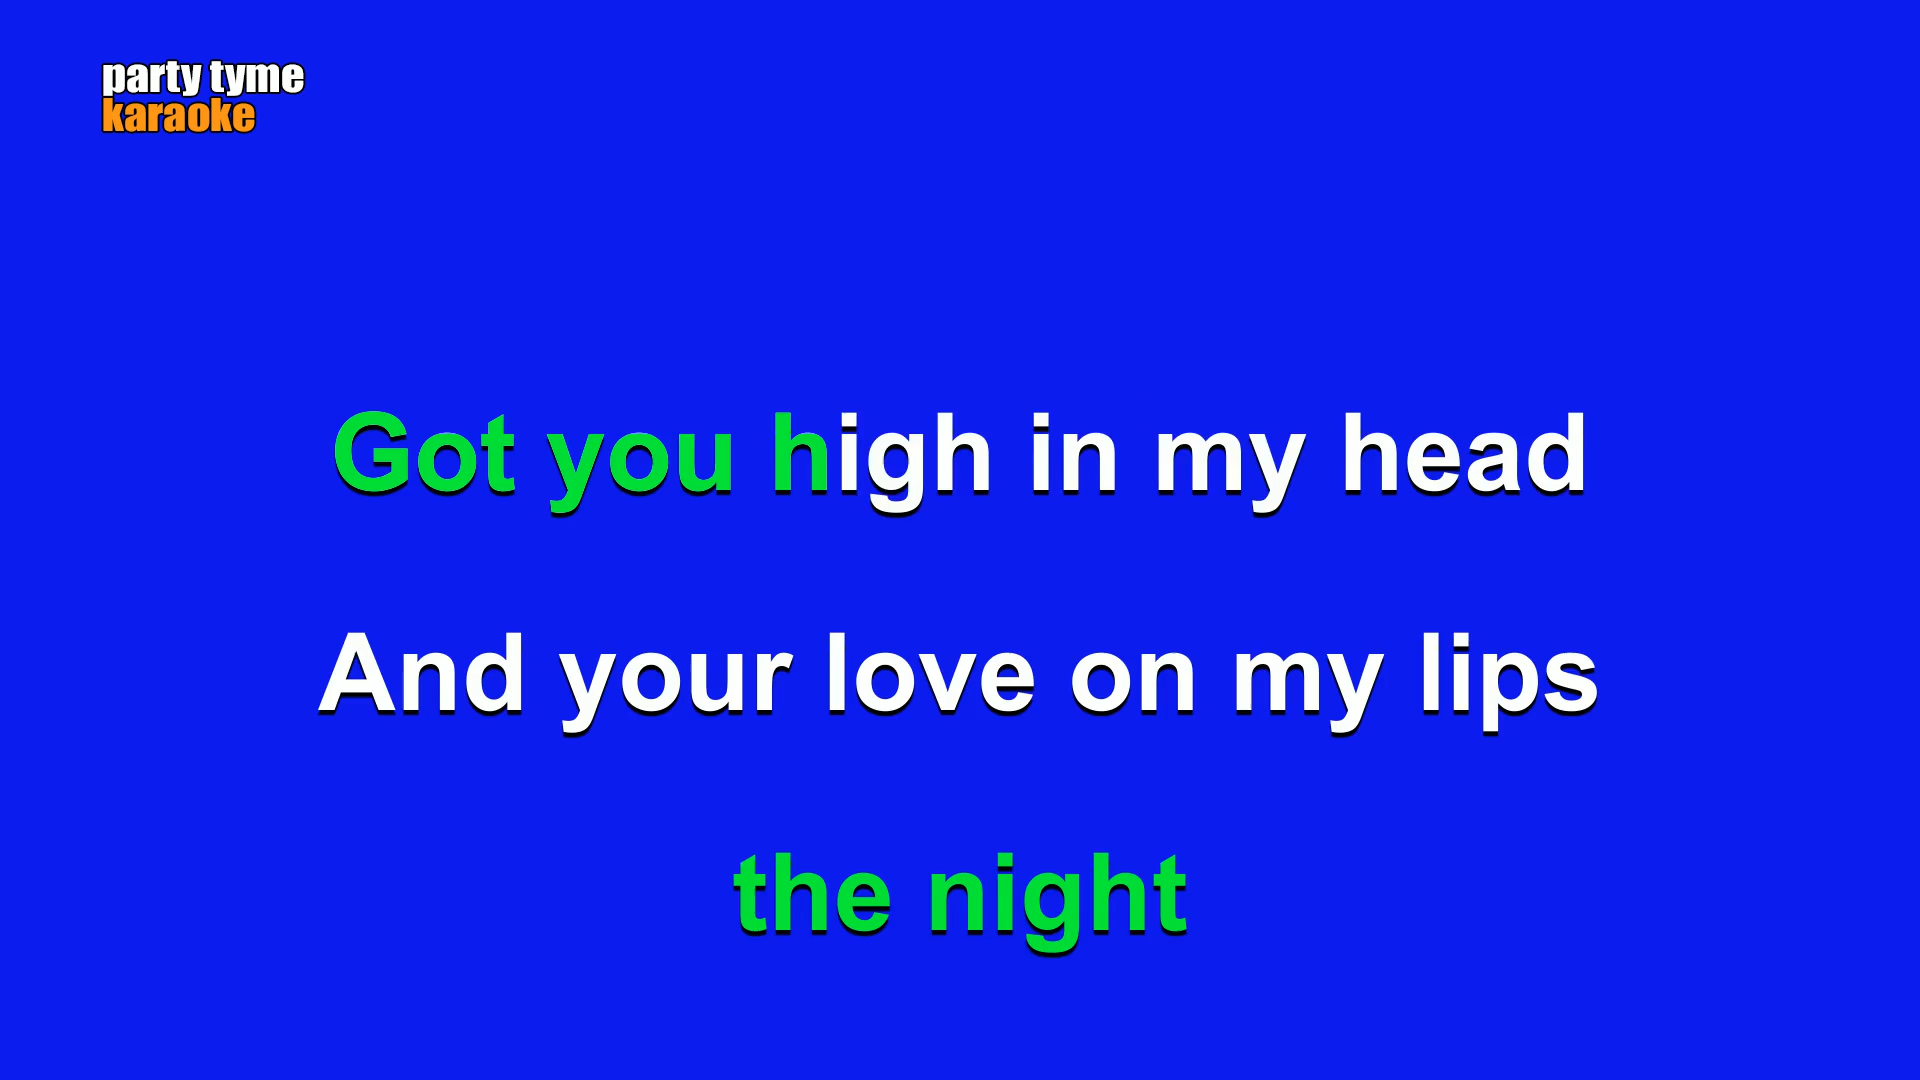 party tyme
karaoke
Got you high in my head
And your love on my lips
the night